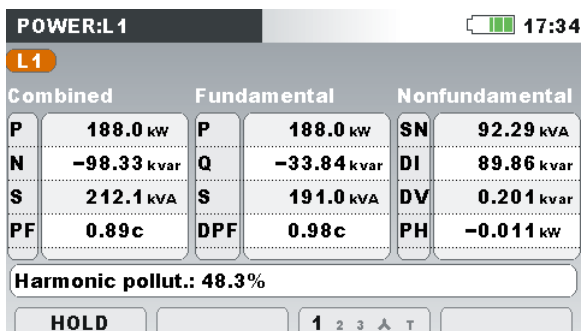 POWER:L1 17:34
L1
Combined Fundamental Nonfundamental
P 188.0 kW P 188.0 kW SN 92.29 kVA
N -98.33 kvar Q -33.84 kvar DI 89.86 kvar
S 212.1 kVA S 191.0 kVA DV 0.201 kvar
PF 0.89c DPF 0.98c PH -0.011 kW
Harmonic pollut.: 48.3%
HOLD 1 2 3 ⅄ T